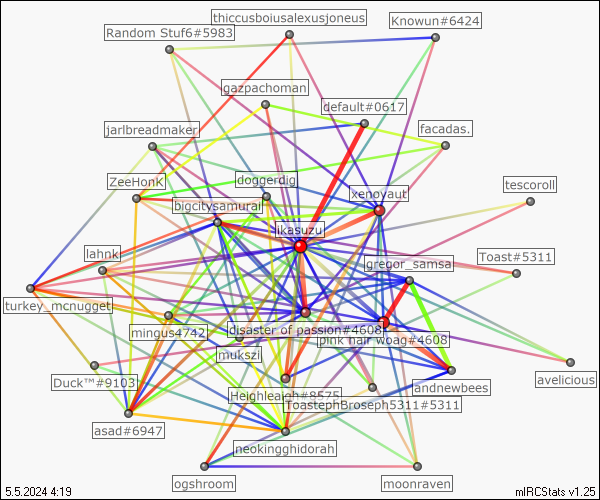 thiccusboiusalexusjoneus
Knowun#6424
Random Stuf6#5983
gazpachoman
default#0617
jarlbreadmaker
facadas.
ZeeHonK
doggerdig
xenovaut
tescoroll
bigcitysamurai
ikasuzu
lahnk
gregor_samsa
Toast#5311
turkey_mcnugget
mingus4742
disaster of passion#4608
pink hair woag#4608
mukszi
Duck™#9103
andnewbees
avelicious
Heighleaigh#8575
ToastephBroseph5311#5311
asad#6947
neokingghidorah
ogshroom
moonraven
5.5.2024 4:19
mIRCStats v1.25